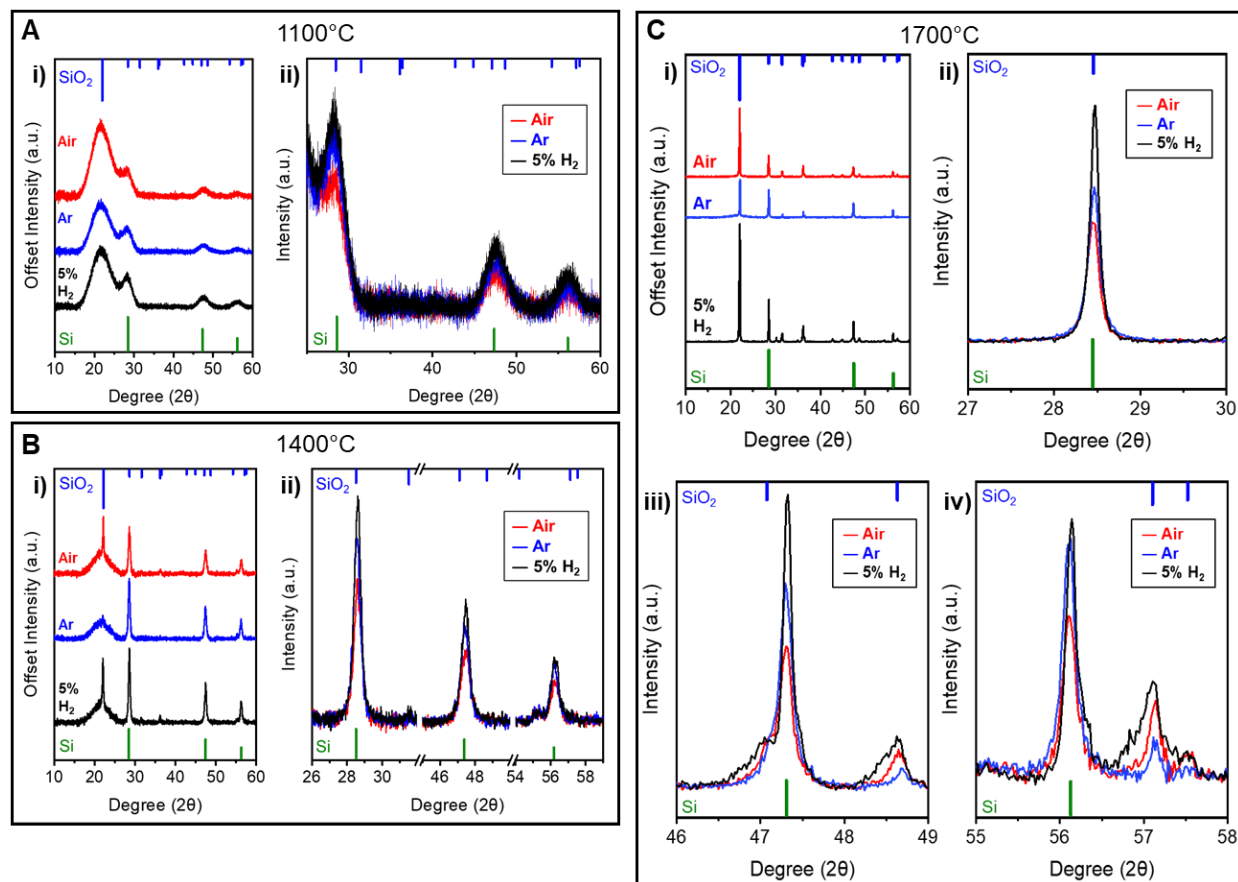 A
1100°C
i)
SiO2
Air
Ar
5%
H2
Si
Offset Intensity (a.u.)
10 20 30 40 50 60
Degree (2θ)
ii)
Air
Ar
5% H2
Si
Intensity (a.u.)
30 40 50 60
Degree (2θ)
B
1400°C
i)
SiO2
Air
Ar
5%
H2
Si
Offset Intensity (a.u.)
10 20 30 40 50 60
Degree (2θ)
ii)
Air
Ar
5% H2
Si
Intensity (a.u.)
26 28 30 46 48 54 56 58
Degree (2θ)
C
1700°C
i)
SiO2
Air
Ar
5%
H2
Si
Offset Intensity (a.u.)
10 20 30 40 50 60
Degree (2θ)
ii)
SiO2
Air
Ar
5% H2
Si
Intensity (a.u.)
27 28 29 30
Degree (2θ)
iii)
SiO2
Air
Ar
5% H2
Si
Intensity (a.u.)
46 47 48 49
Degree (2θ)
iv)
SiO2
Air
Ar
5% H2
Si
Intensity (a.u.)
55 56 57 58
Degree (2θ)